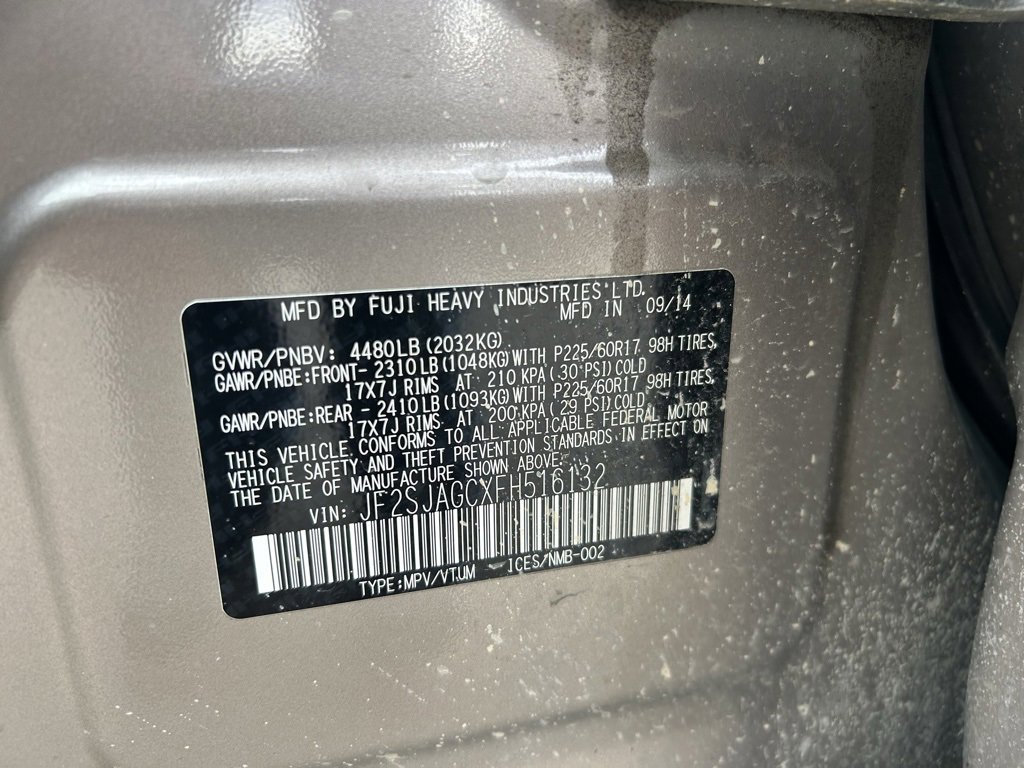 MFD BY FUJI HEAVY INDUSTRIES LTD.
MFD IN 09/14
GVWR/PNBV: 4480LB(2032KG)
GAWR/PNBE:FRONT- 2310LB(1048KG)WITH P225/60R17 98H TIRES,
17X7J RIMS AT 210 KPA(30 PSI)COLD
GAWR/PNBE:REAR - 2410LB(1093KG)WITH P225/60R17 98H TIRES,
17X7J RIMS AT 200 KPA(29 PSI)COLD
THIS VEHICLE CONFORMS TO ALL APPLICABLE FEDERAL MOTOR
VEHICLE SAFETY AND THEFT PREVENTION STANDARDS IN EFFECT ON
THE DATE OF MANUFACTURE SHOWN ABOVE.
VIN: JF2SJAGCXFH516132
TYPE:MPV/VTUM ICES/NMB-002